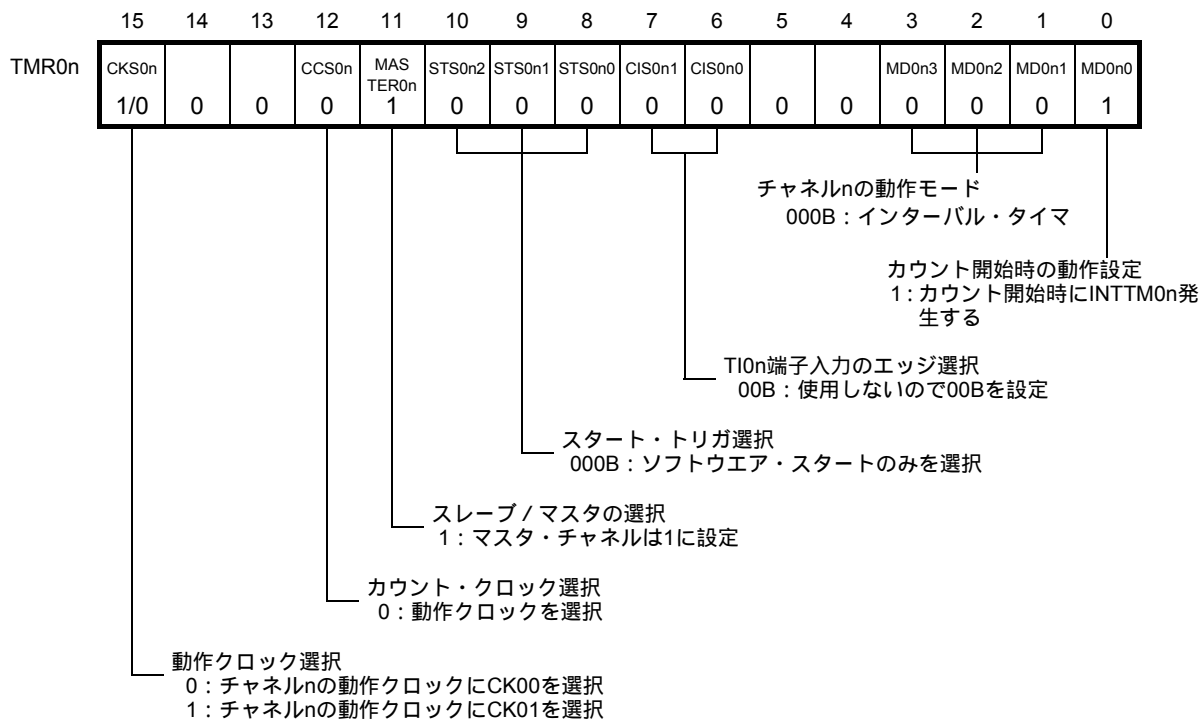 15 14 13 12 11 10 9 8 7 6 5 4 3 2 1 0
TMR0n CKS0n CCS0n MAS TER0n STS0n2 STS0n1 STS0n0 CIS0n1 CIS0n0 MD0n3 MD0n2 MD0n1 MD0n0
1/0 0 0 0 1 0 0 0 0 0 0 0 0 0 0 1
チャネルnの動作モード
000B：インターバル・タイマ
カウント開始時の動作設定
1：カウント開始時にINTTM0n発
生する
TI0n端子入力のエッジ選択
00B：使用しないので00Bを設定
スタート・トリガ選択
000B：ソフトウエア・スタートのみを選択
スレーブ／マスタの選択
1：マスタ・チャネルは1に設定
カウント・クロック選択
0：動作クロックを選択
動作クロック選択
0：チャネルnの動作クロックにCK00を選択
1：チャネルnの動作クロックにCK01を選択